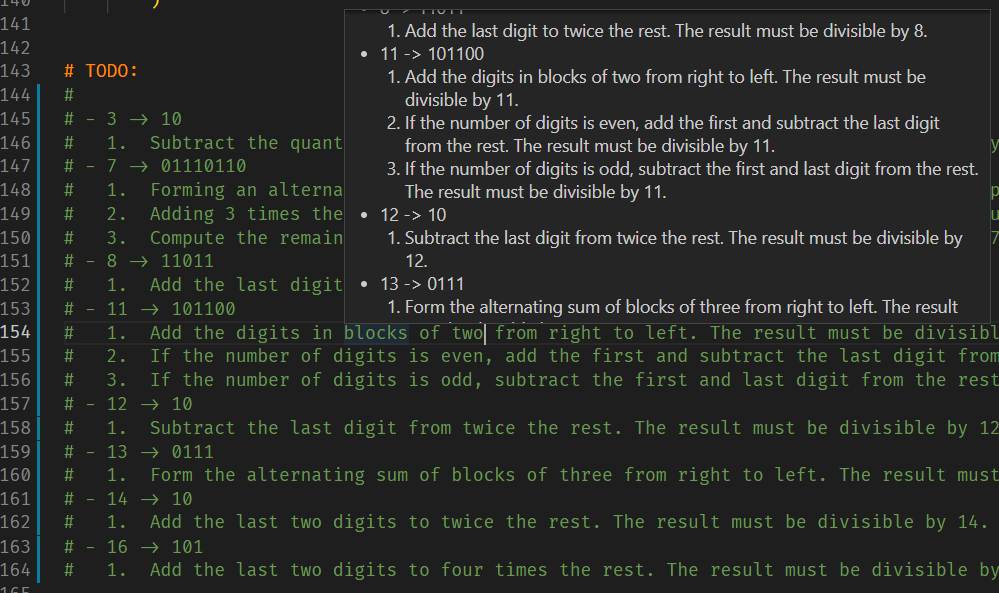 140
)
141
142
143 # TODO:
144 #
145 # - 3 -> 10
146 # 1. Subtract the quant
147 # - 7 -> 01110110
148 # 1. Forming an alterna
149 # 2. Adding 3 times the
150 # 3. Compute the remain
151 # - 8 -> 11011
152 # 1. Add the last digit
153 # - 11 -> 101100
154 # 1. Add the digits in blocks of two from right to left. The result must be divisibl
155 # 2. If the number of digits is even, add the first and subtract the last digit from
156 # 3. If the number of digits is odd, subtract the first and last digit from the rest
157 # - 12 -> 10
158 # 1. Subtract the last digit from twice the rest. The result must be divisible by 12
159 # - 13 -> 0111
160 # 1. Form the alternating sum of blocks of three from right to left. The result must
161 # - 14 -> 10
162 # 1. Add the last two digits to twice the rest. The result must be divisible by 14.
163 # - 16 -> 101
164 # 1. Add the last two digits to four times the rest. The result must be divisible by
165
8 -> 11011
1. Add the last digit to twice the rest. The result must be divisible by 8.
• 11 -> 101100
1. Add the digits in blocks of two from right to left. The result must be
divisible by 11.
2. If the number of digits is even, add the first and subtract the last digit
from the rest. The result must be divisible by 11.
3. If the number of digits is odd, subtract the first and last digit from the rest.
The result must be divisible by 11.
• 12 -> 10
1. Subtract the last digit from twice the rest. The result must be divisible by
12.
• 13 -> 0111
1. Form the alternating sum of blocks of three from right to left. The result